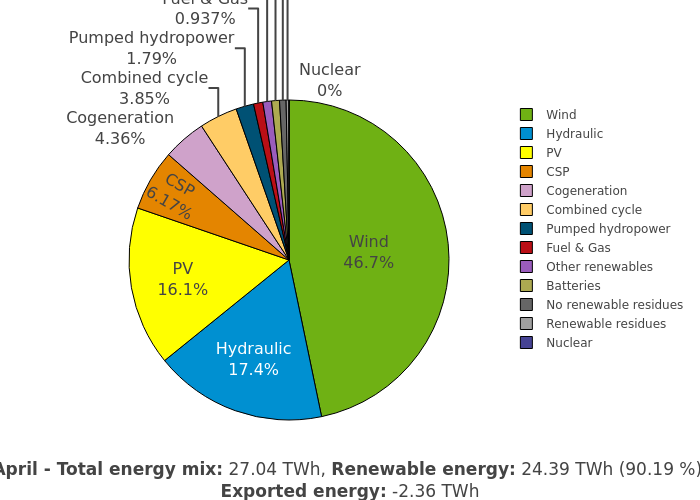 Fuel & Gas
0.937%
Pumped hydropower
1.79%
Combined cycle
3.85%
Cogeneration
4.36%
Nuclear
0%
CSP
6.17%
PV
16.1%
Wind
46.7%
Hydraulic
17.4%
Wind
Hydraulic
PV
CSP
Cogeneration
Combined cycle
Pumped hydropower
Fuel & Gas
Other renewables
Batteries
No renewable residues
Renewable residues
Nuclear
April - Total energy mix: 27.04 TWh, Renewable energy: 24.39 TWh (90.19 %)
Exported energy: -2.36 TWh